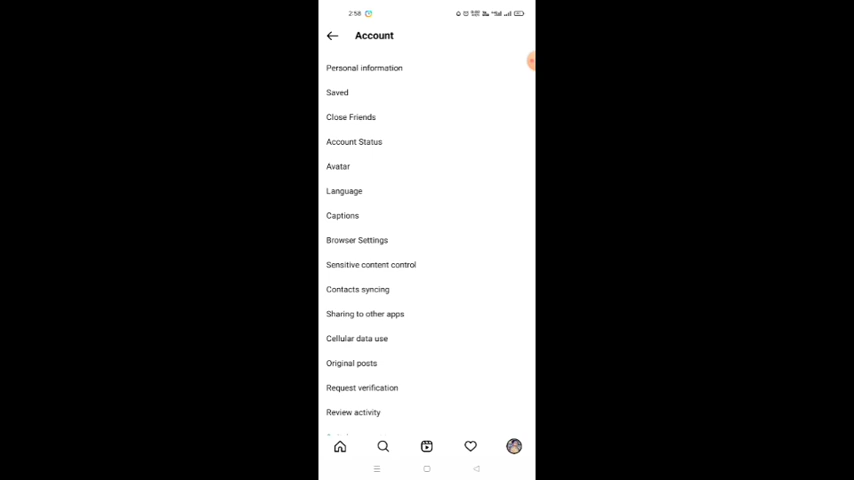 2:58
Account
Personal information
Saved
Close Friends
Account Status
Avatar
Language
Captions
Browser Settings
Sensitive content control
Contacts syncing
Sharing to other apps
Cellular data use
Original posts
Request verification
Review activity